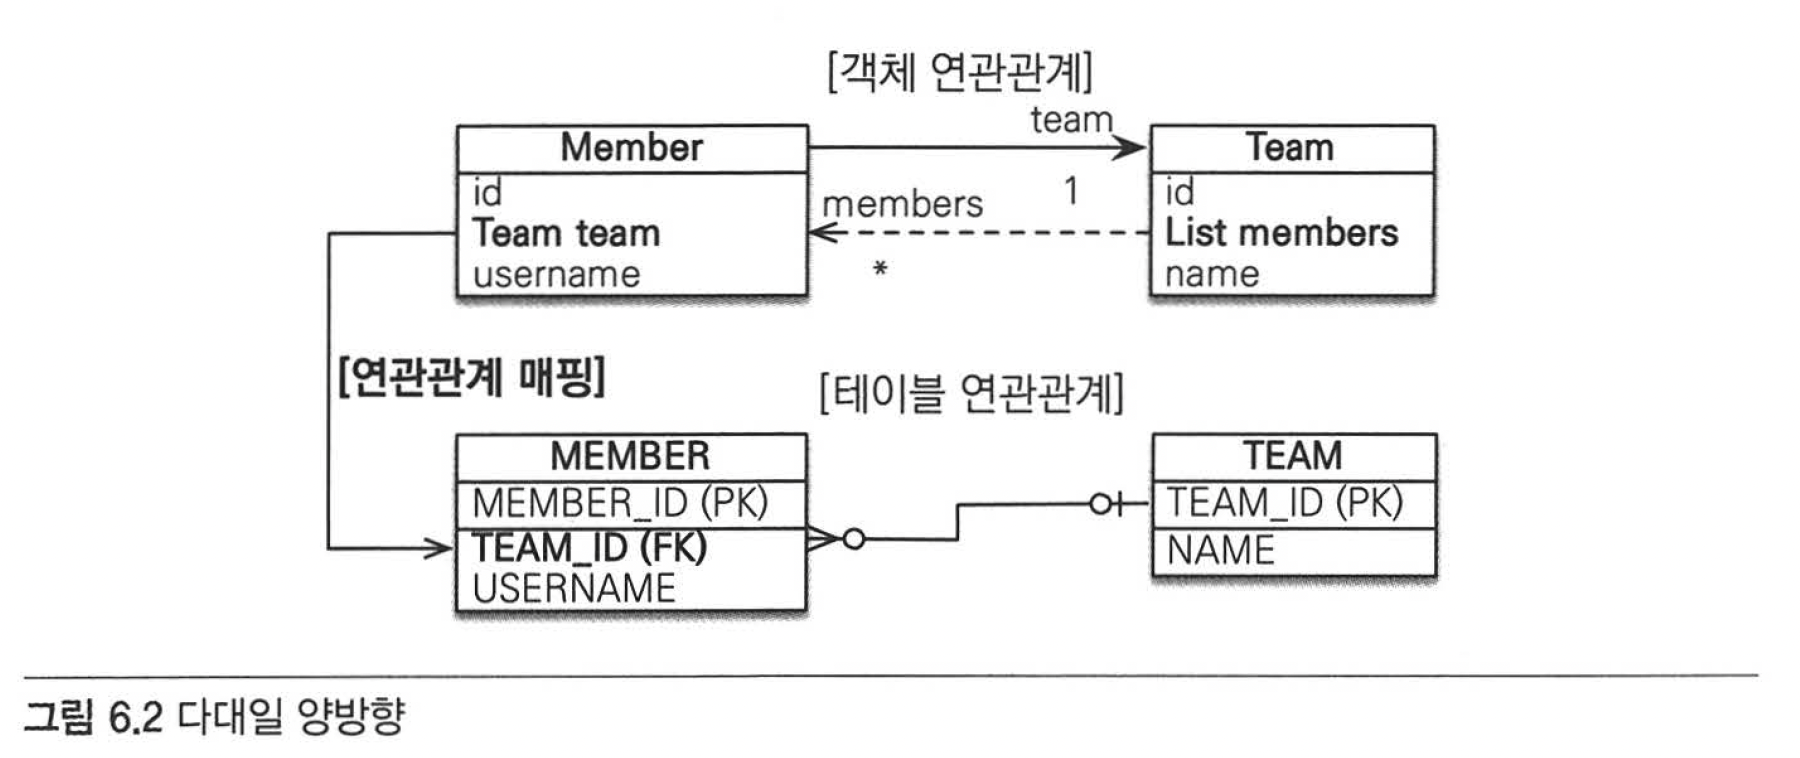 [객체 연관관계]
team
Member
id
Team team
username
members
1
*
Team
id
List members
name
[연관관계 매핑]
[테이블 연관관계]
MEMBER
MEMBER_ID (PK)
TEAM_ID (FK)
USERNAME
TEAM
TEAM_ID (PK)
NAME
그림 6.2 다대일 양방향